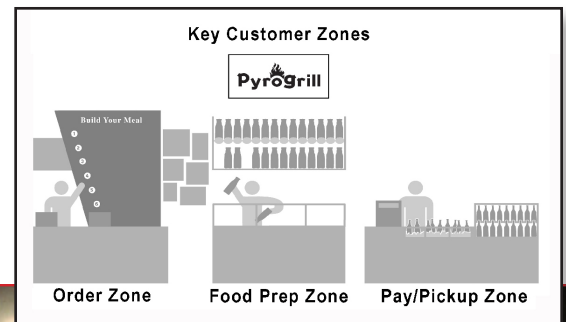 Key Customer Zones
Pyrogrill
Build Your Meal
1
2
3
4
5
6
Order Zone
Food Prep Zone
Pay/Pickup Zone